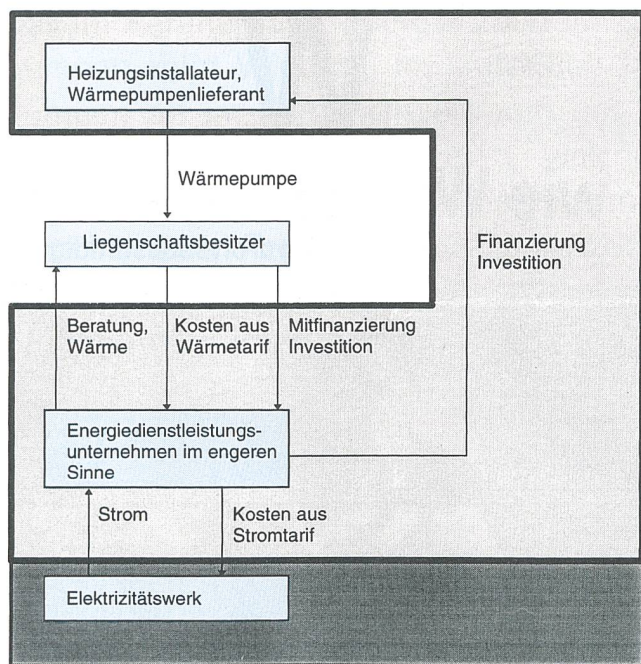 Heizungsinstallateur,
Wärmepumpenlieferant
Wärmepumpe
Liegenschaftsbesitzer
Finanzierung
Investition
Beratung,
Wärme
Kosten aus
Wärmetarif
Mitfinanzierung
Investition
Energiedienstleistungs-
unternehmen im engeren
Sinne
Strom
Kosten aus
Stromtarif
Elektrizitätswerk